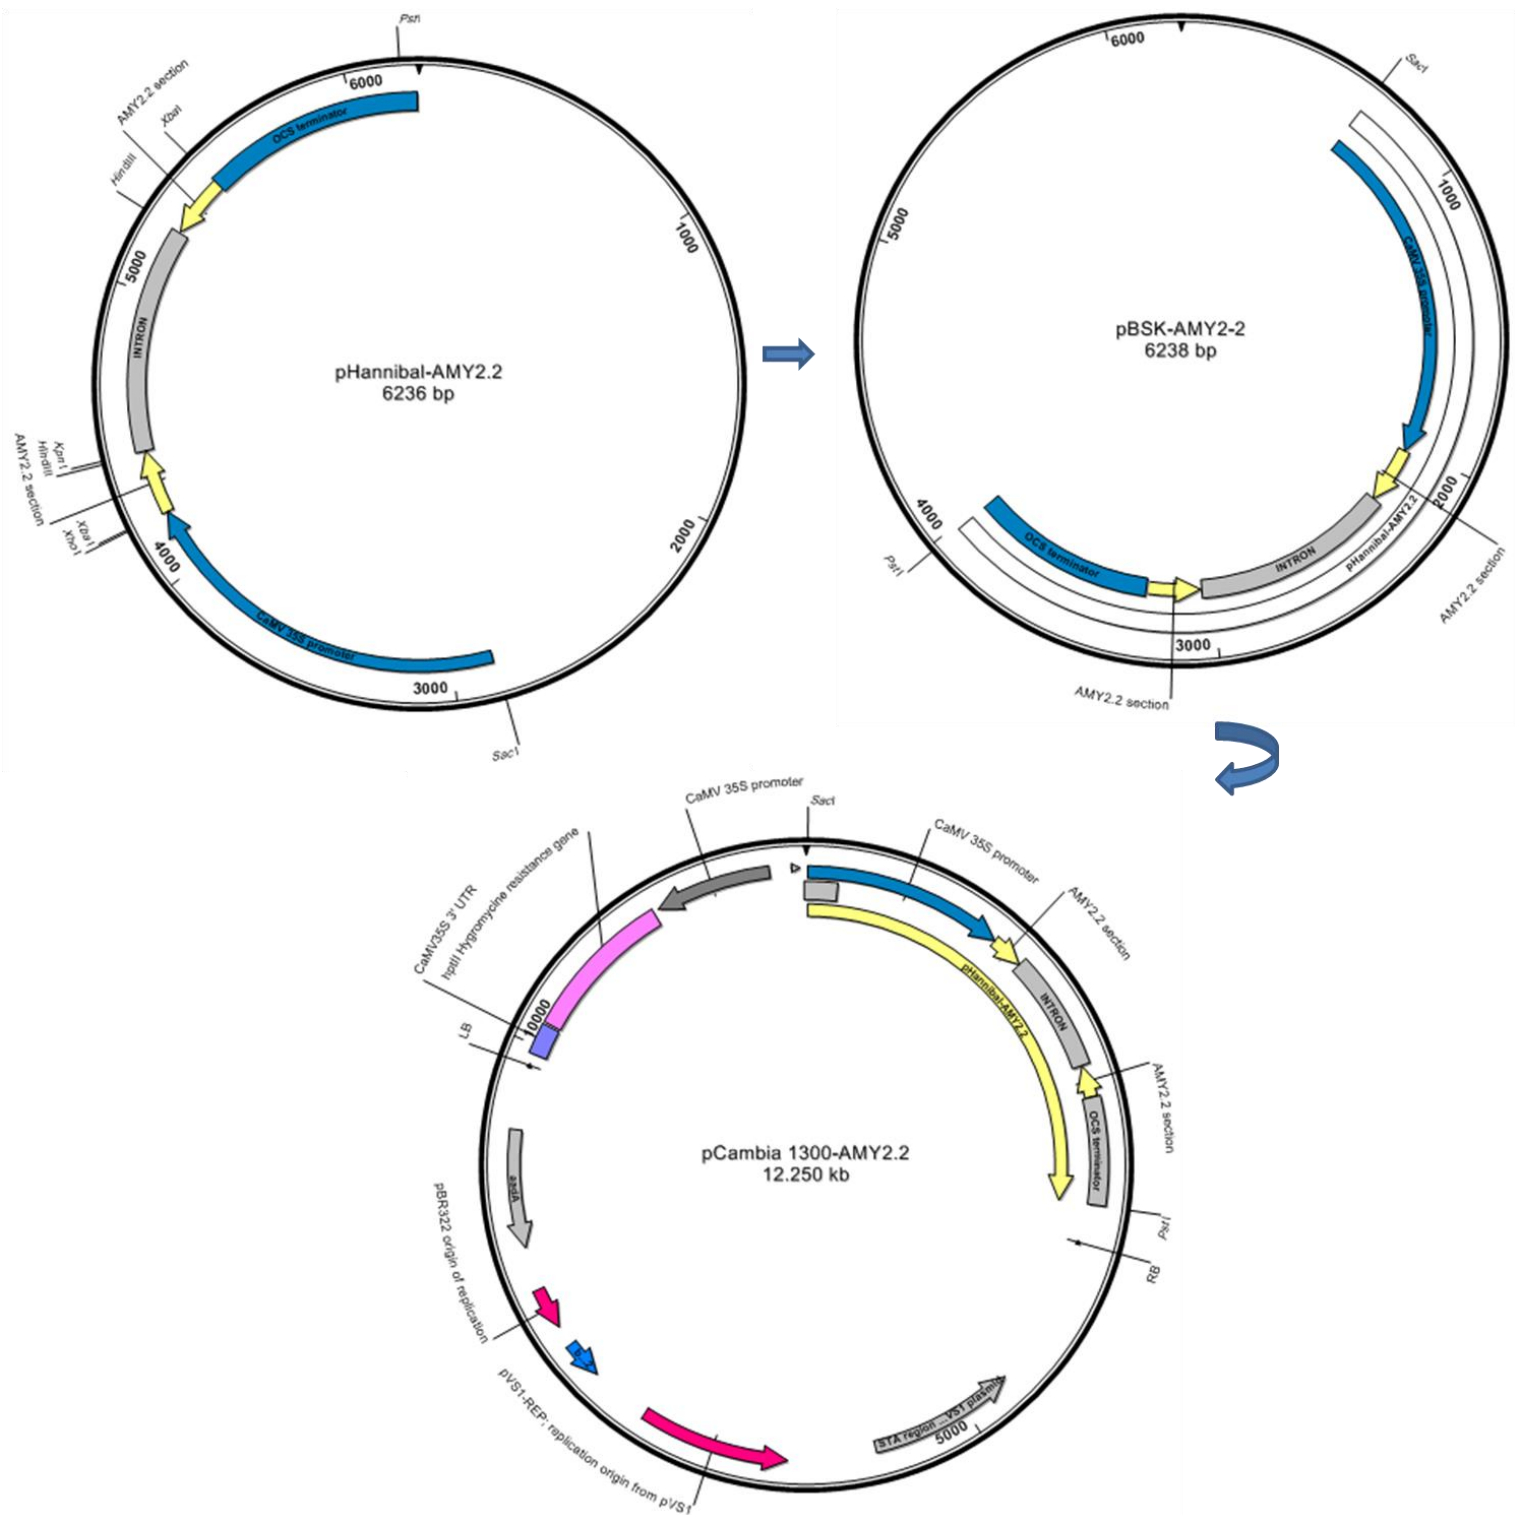 PstI
6000
OCS terminator
AMY2.2 section
XbaI
HindIII
5000
INTRON
1000
pHannibal-AMY2.2
6236 bp
KpnI
HindIII
AMY2.2 section
XbaI
XhoI
4000
2000
CaMV 35S promoter
3000
SacI
6000
SacI
1000
5000
CaMV 35S promoter
pBSK-AMY2-2
6238 bp
2000
4000
PstI
OCS terminator
INTRON
pHannibal-AMY2.2
AMY2.2 section
3000
AMY2.2 section
CaMV 35S promoter
SacI
CaMV 35S promoter
hptII Hygromycine resistance gene
CaMV35S 3' UTR
AMY2.2 section
pHannibal-AMY2.2
INTRON
10000
LB
AMY2.2 section
OCS terminator
pCambia 1300-AMY2.2
12.250 kb
aadA
PstI
RB
pBR322 origin of replication
pVS1-REP; replication origin from pVS1
STA region ...VS1 plasmid
5000